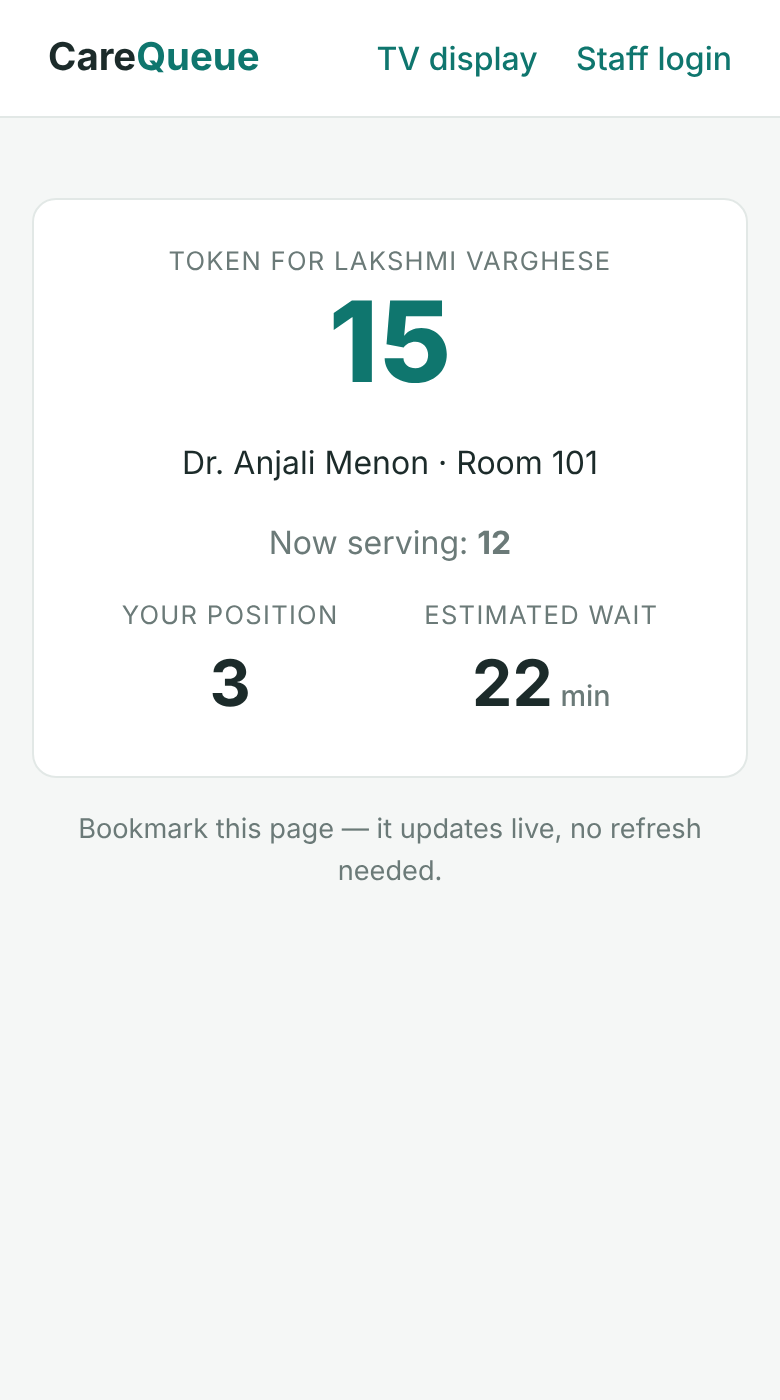 CareQueue TV display Staff login
TOKEN FOR LAKSHMI VARGHESE
15
Dr. Anjali Menon · Room 101
Now serving: 12
YOUR POSITION ESTIMATED WAIT
3 22 min
Bookmark this page — it updates live, no refresh
needed.